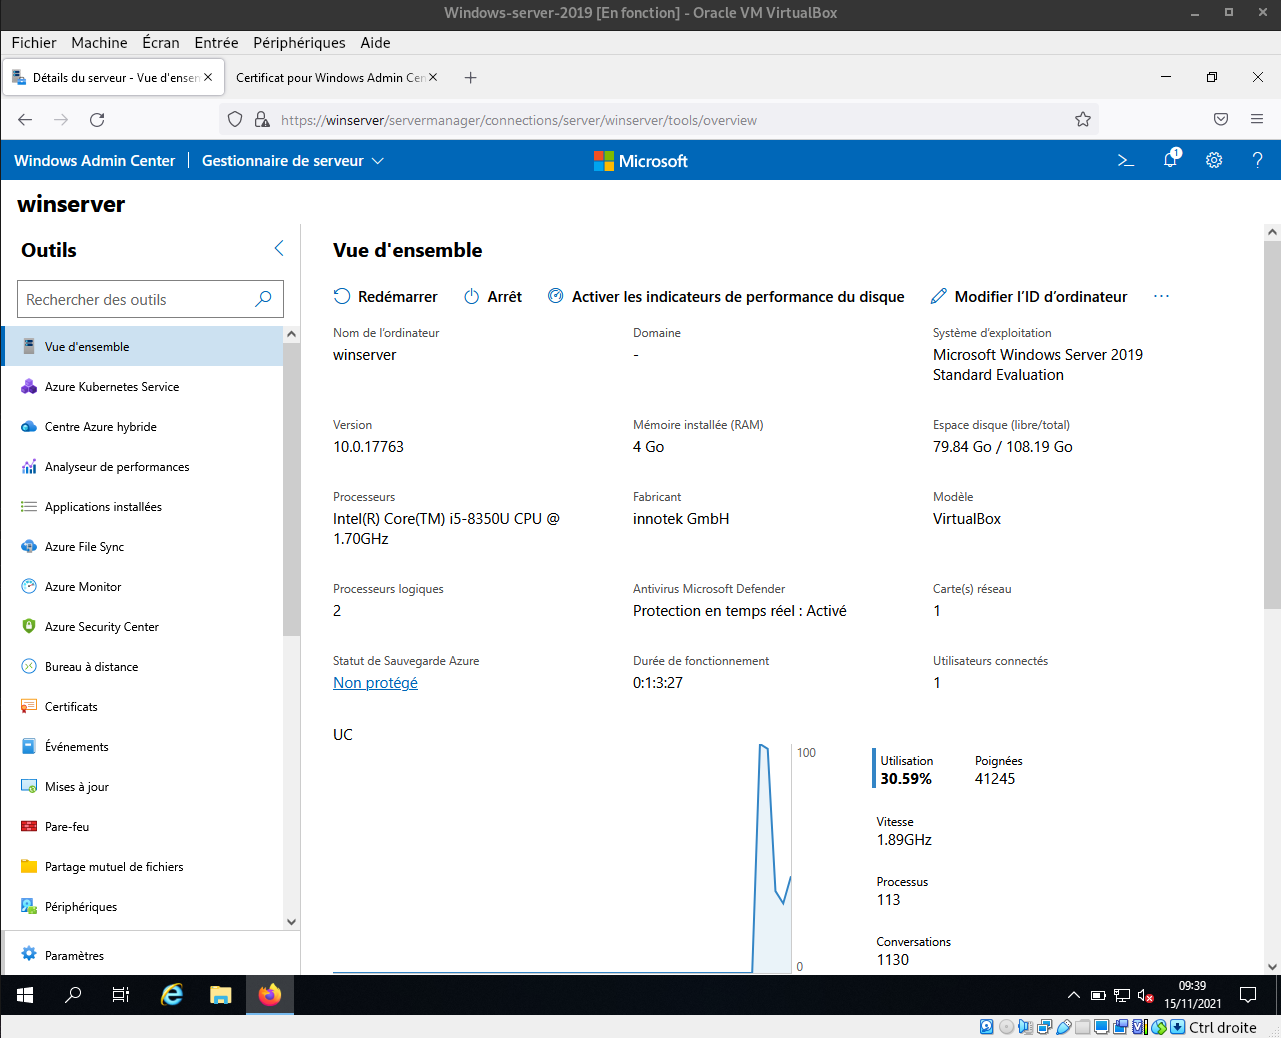 Windows-server-2019 [En fonction] - Oracle VM VirtualBox
Fichier Machine Écran Entrée Périphériques Aide
Détails du serveur - Vue d'ensen
Certificat pour Windows Admin Cen
https://winserver/servermanager/connections/server/winserver/tools/overview
Windows Admin Center | Gestionnaire de serveur
Microsoft
1
winserver
Outils
Rechercher des outils
Vue d'ensemble
Azure Kubernetes Service
Centre Azure hybride
Analyseur de performances
Applications installées
Azure File Sync
Azure Monitor
Azure Security Center
Bureau à distance
Certificats
Événements
Mises à jour
Pare-feu
Partage mutuel de fichiers
Périphériques
Paramètres
Vue d'ensemble
Redémarrer Arrêt Activer les indicateurs de performance du disque Modifier l’ID d’ordinateur ...
Nom de l’ordinateur
winserver
Domaine
-
Système d’exploitation
Microsoft Windows Server 2019
Standard Evaluation
Version
10.0.17763
Mémoire installée (RAM)
4 Go
Espace disque (libre/total)
79.84 Go / 108.19 Go
Processeurs
Intel(R) Core(TM) i5-8350U CPU @
1.70GHz
Fabricant
innotek GmbH
Modèle
VirtualBox
Processeurs logiques
2
Antivirus Microsoft Defender
Protection en temps réel : Activé
Carte(s) réseau
1
Statut de Sauvegarde Azure
Non protégé
Durée de fonctionnement
0:1:3:27
Utilisateurs connectés
1
UC
100
0
Utilisation
30.59%
Poignées
41245
Vitesse
1.89GHz
Processus
113
Conversations
1130
09:39
15/11/2021
Ctrl droite